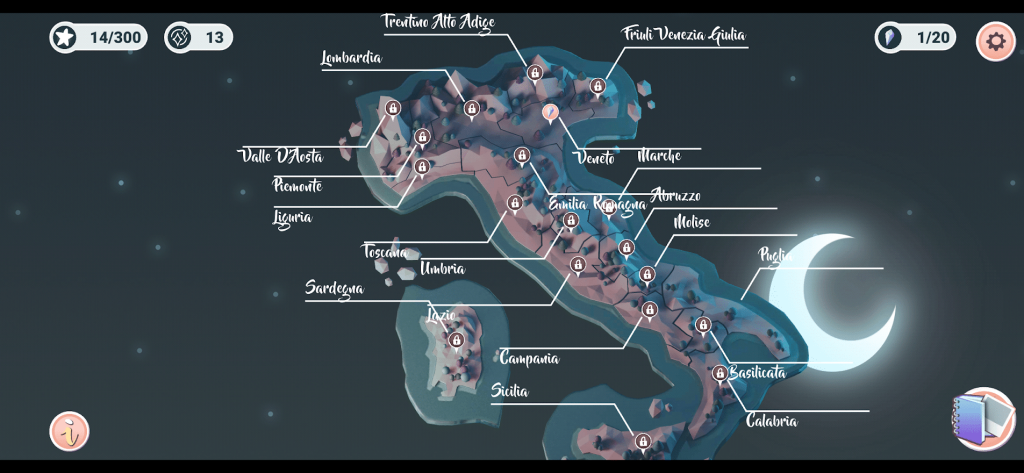 Trentino Alto Adige
14/300
13
Friuli Venezia Giulia
1/20
Lombardia
Valle D'Aosta
Veneto
Marche
Piemonte
Emilia Romagna
Abruzzo
Liguria
Molise
Toscana
Umbria
Puglia
Sardegna
Lazio
Campania
Basilicata
Sicilia
Calabria
i